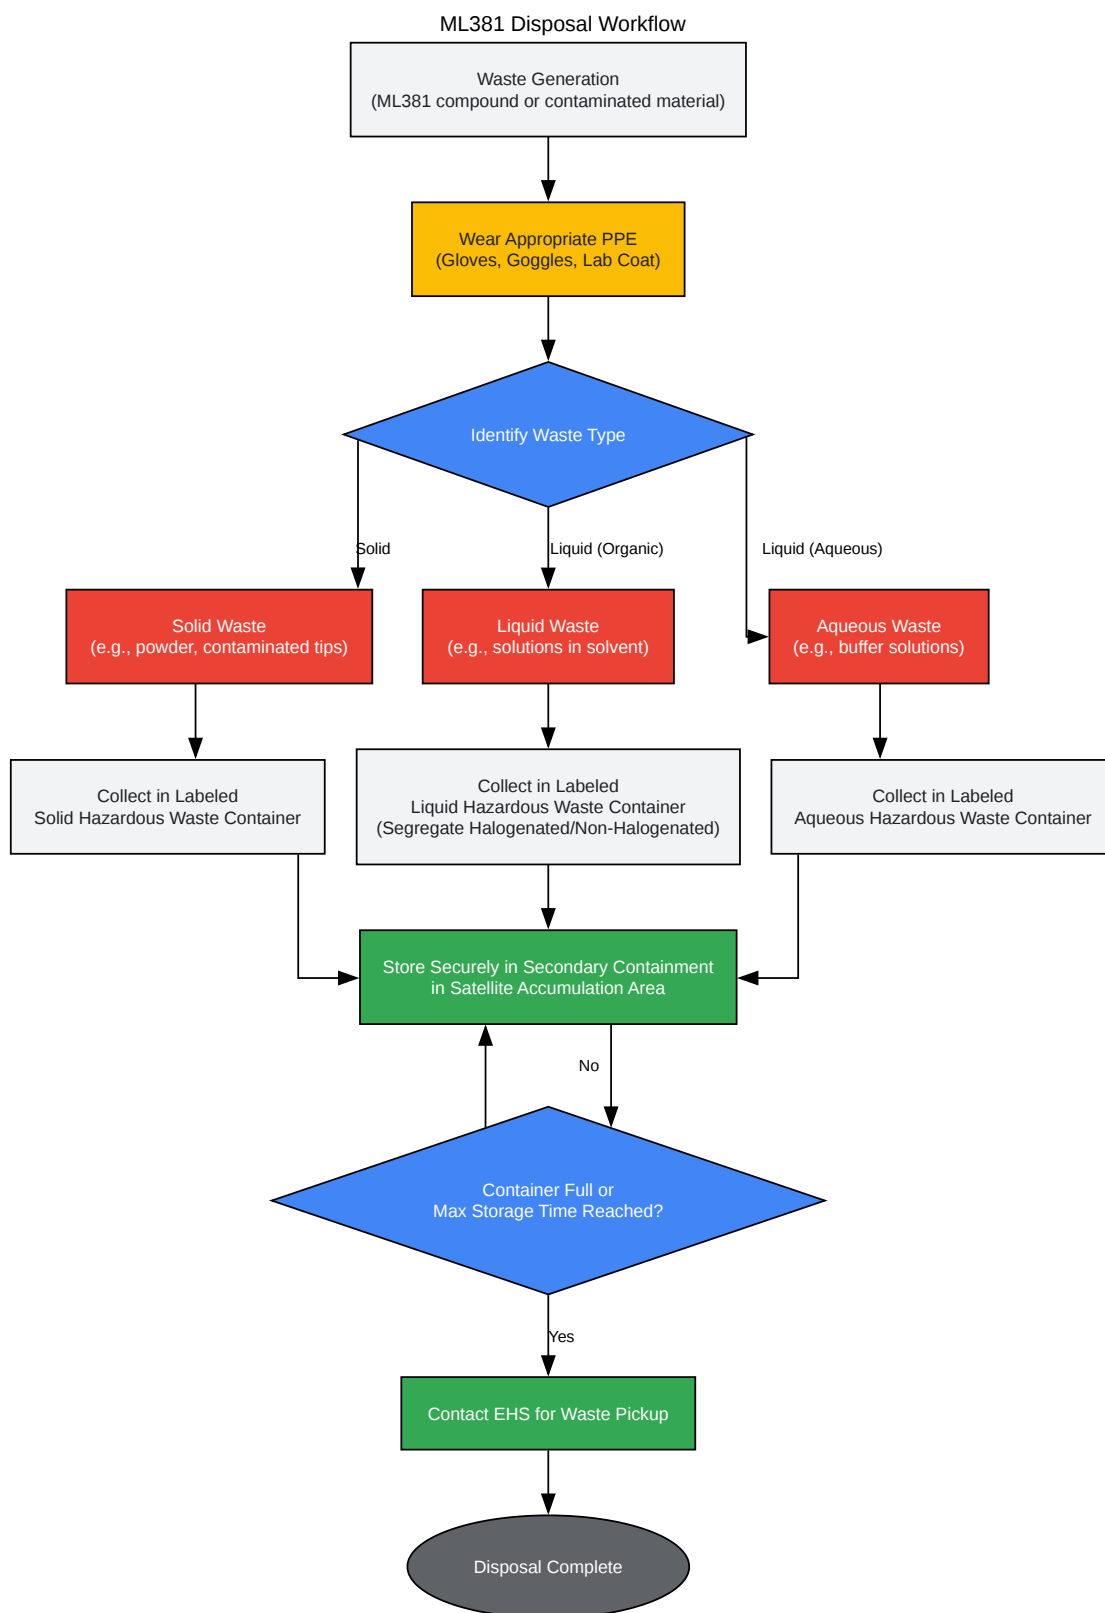 ML381 Disposal Workflow
Waste Generation
(ML381 compound or contaminated material)
Wear Appropriate PPE
(Gloves, Goggles, Lab Coat)
Identify Waste Type
Solid
Liquid (Organic)
Liquid (Aqueous)
Solid Waste
(e.g., powder, contaminated tips)
Liquid Waste
(e.g., solutions in solvent)
Aqueous Waste
(e.g., buffer solutions)
Collect in Labeled
Solid Hazardous Waste Container
Collect in Labeled
Liquid Hazardous Waste Container
(Segregate Halogenated/Non-Halogenated)
Collect in Labeled
Aqueous Hazardous Waste Container
Store Securely in Secondary Containment
in Satellite Accumulation Area
No
Container Full or
Max Storage Time Reached?
Yes
Contact EHS for Waste Pickup
Disposal Complete